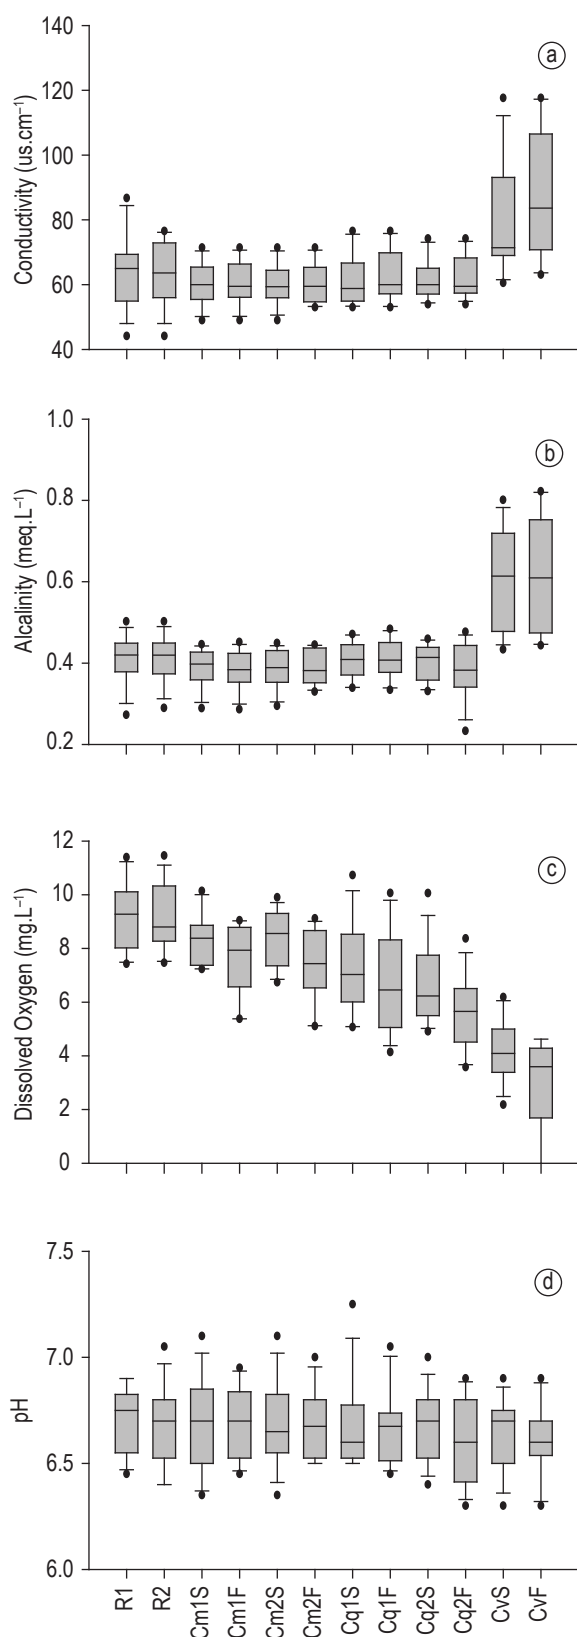 140
120
100
80
60
40
Conductivity (us.cm⁻¹)
a
1.0
0.8
0.6
0.4
0.2
Alcalinity (meq.L⁻¹)
b
12
10
8
6
4
2
0
Dissolved Oxygen (mg.L⁻¹)
c
7.5
7.0
6.5
6.0
pH
d
R1
R2
Cm1S
Cm1F
Cm2S
Cm2F
Cq1S
Cq1F
Cq2S
Cq2F
CvS
CvF